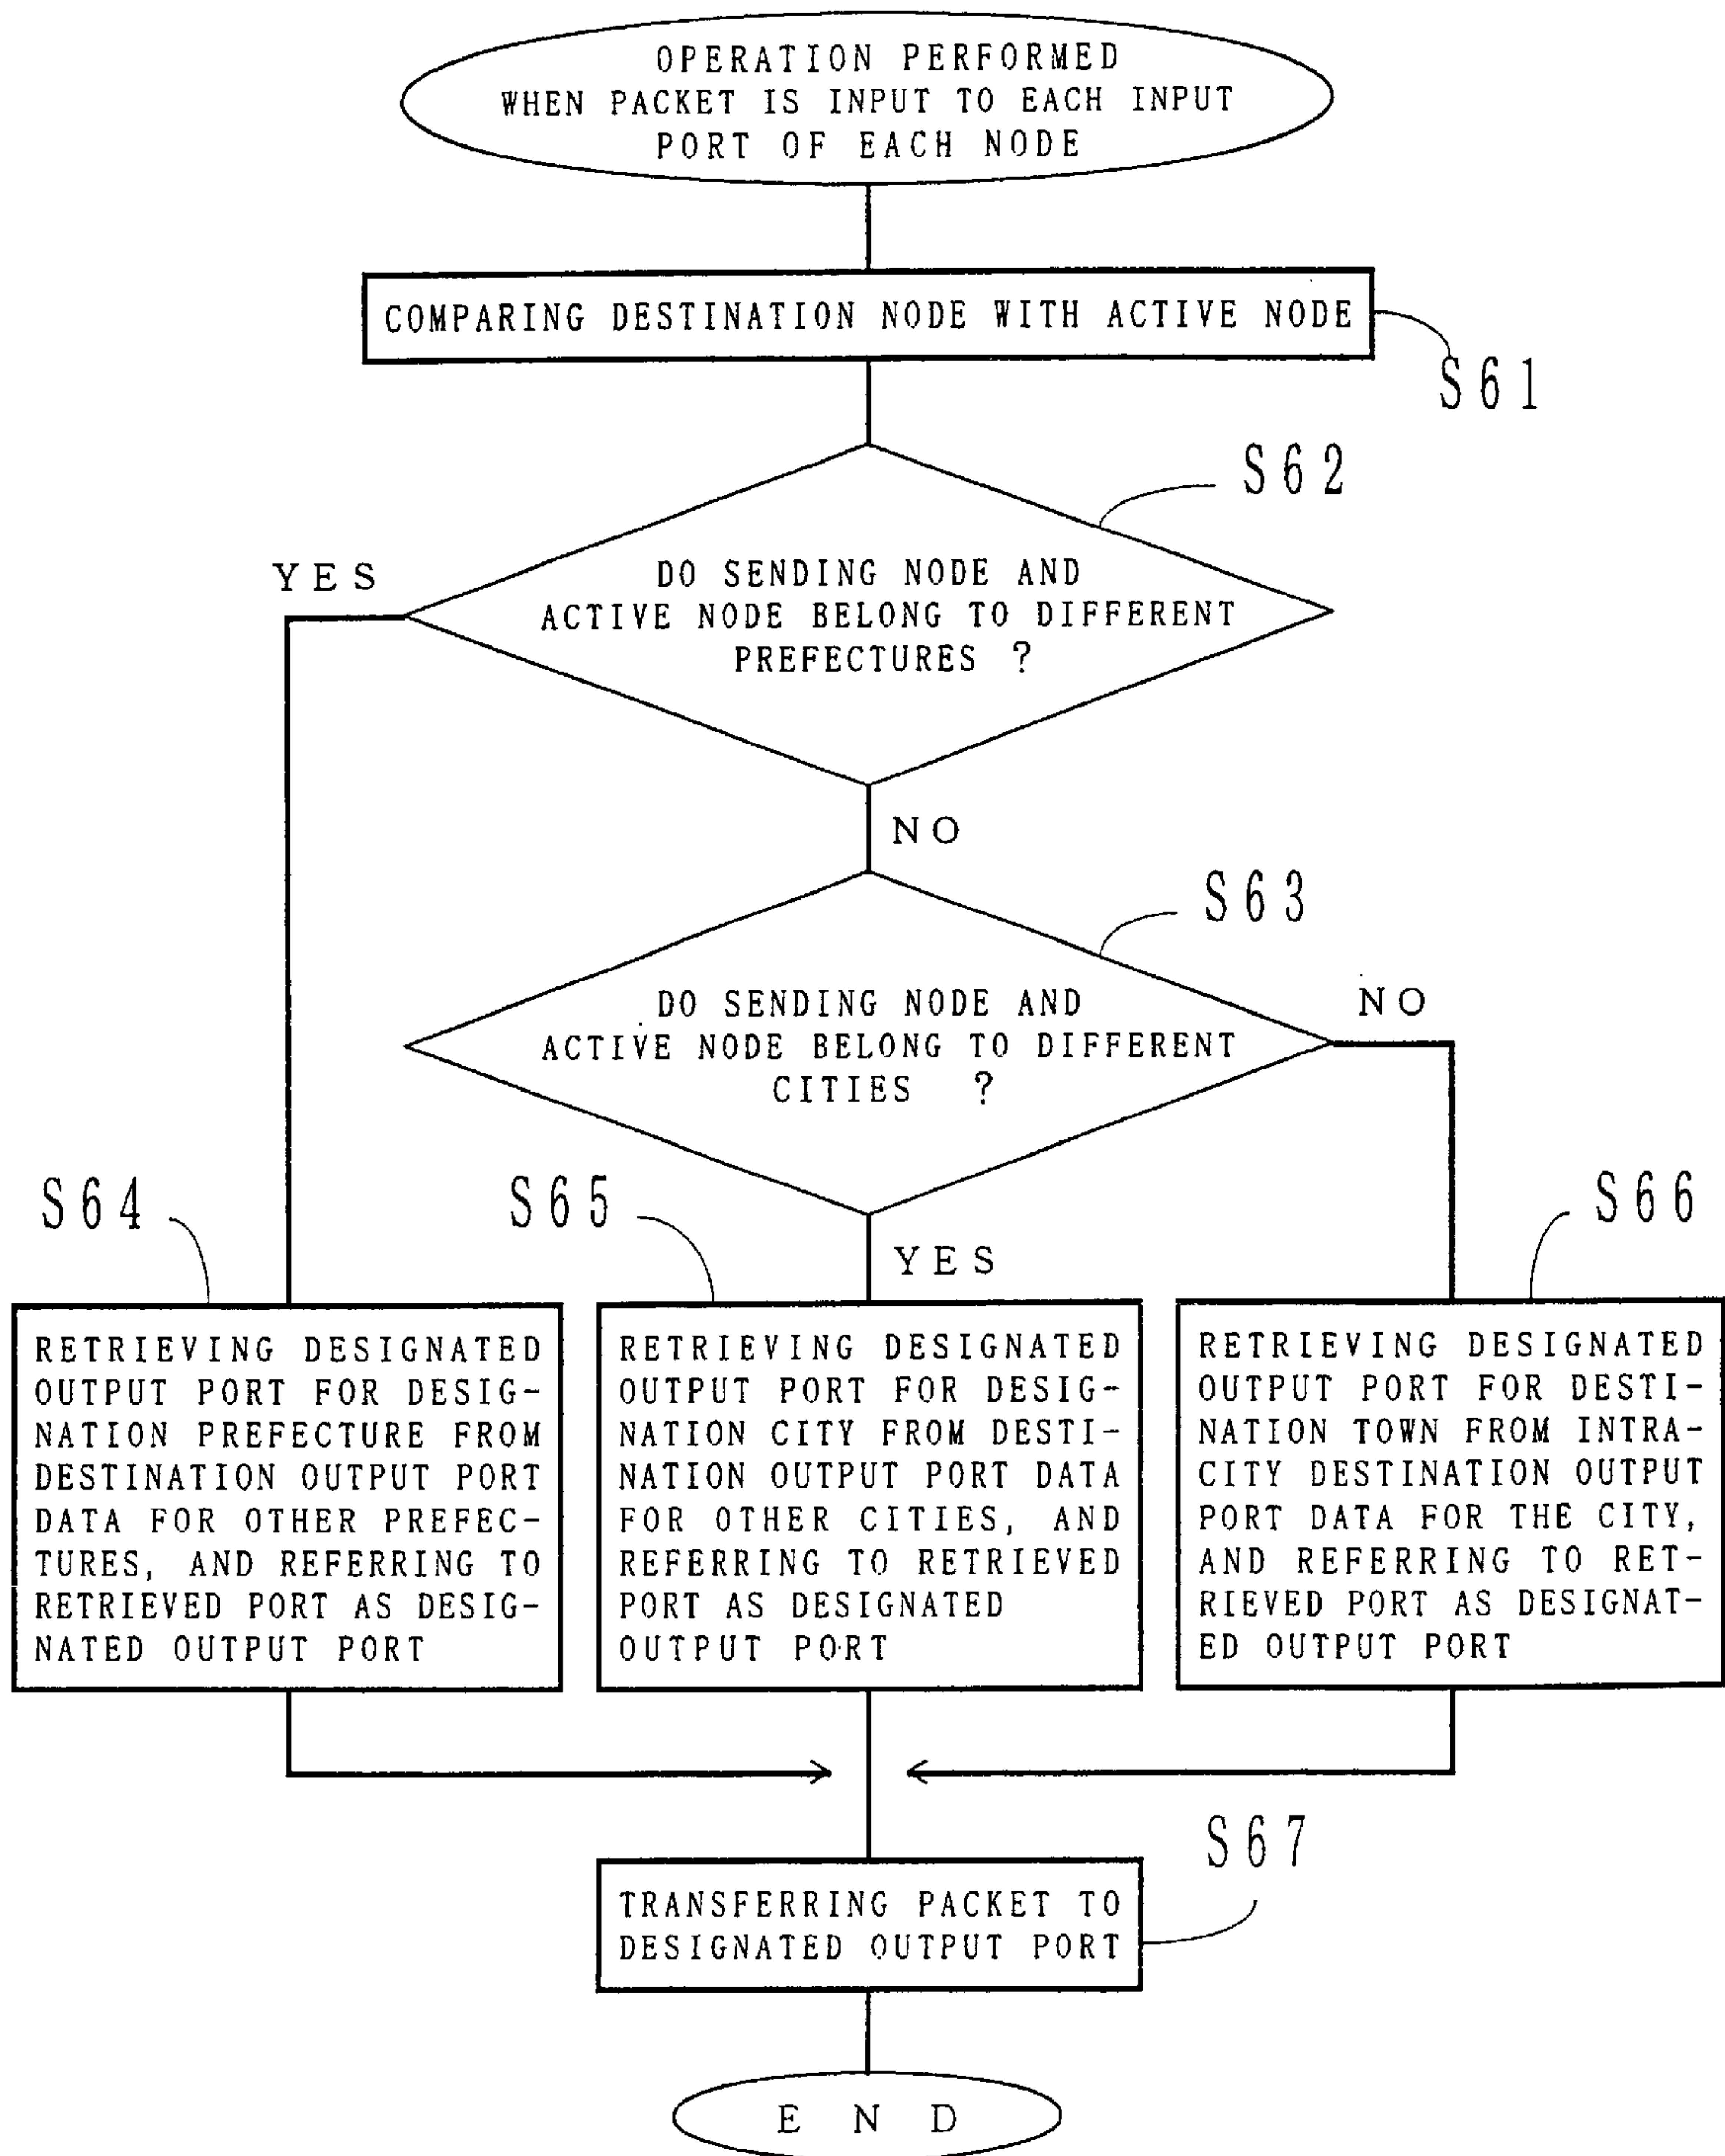 OPERATION PERFORMED
WHEN PACKET IS INPUT TO EACH INPUT
PORT OF EACH NODE
COMPARING DESTINATION NODE WITH ACTIVE NODE
S61
S62
YES
DO SENDING NODE AND
ACTIVE NODE BELONG TO DIFFERENT
PREFECTURES ?
NO
S63
DO SENDING NODE AND
ACTIVE NODE BELONG TO DIFFERENT
CITIES ?
NO
YES
S64
RETRIEVING DESIGNATED
OUTPUT PORT FOR DESIG-
NATION PREFECTURE FROM
DESTINATION OUTPUT PORT
DATA FOR OTHER PREFEC-
TURES, AND REFERRING TO
RETRIEVED PORT AS DESIG-
NATED OUTPUT PORT
S65
RETRIEVING DESIGNATED
OUTPUT PORT FOR DESIG-
NATION CITY FROM DESTI-
NATION OUTPUT PORT DATA
FOR OTHER CITIES, AND
REFERRING TO RETRIEVED
PORT AS DESIGNATED
OUTPUT PORT
S66
RETRIEVING DESIGNATED
OUTPUT PORT FOR DESTI-
NATION TOWN FROM INTRA-
CITY DESTINATION OUTPUT
PORT DATA FOR THE CITY,
AND REFERRING TO RET-
RIEVED PORT AS DESIGNAT-
ED OUTPUT PORT
S67
TRANSFERRING PACKET TO
DESIGNATED OUTPUT PORT
END